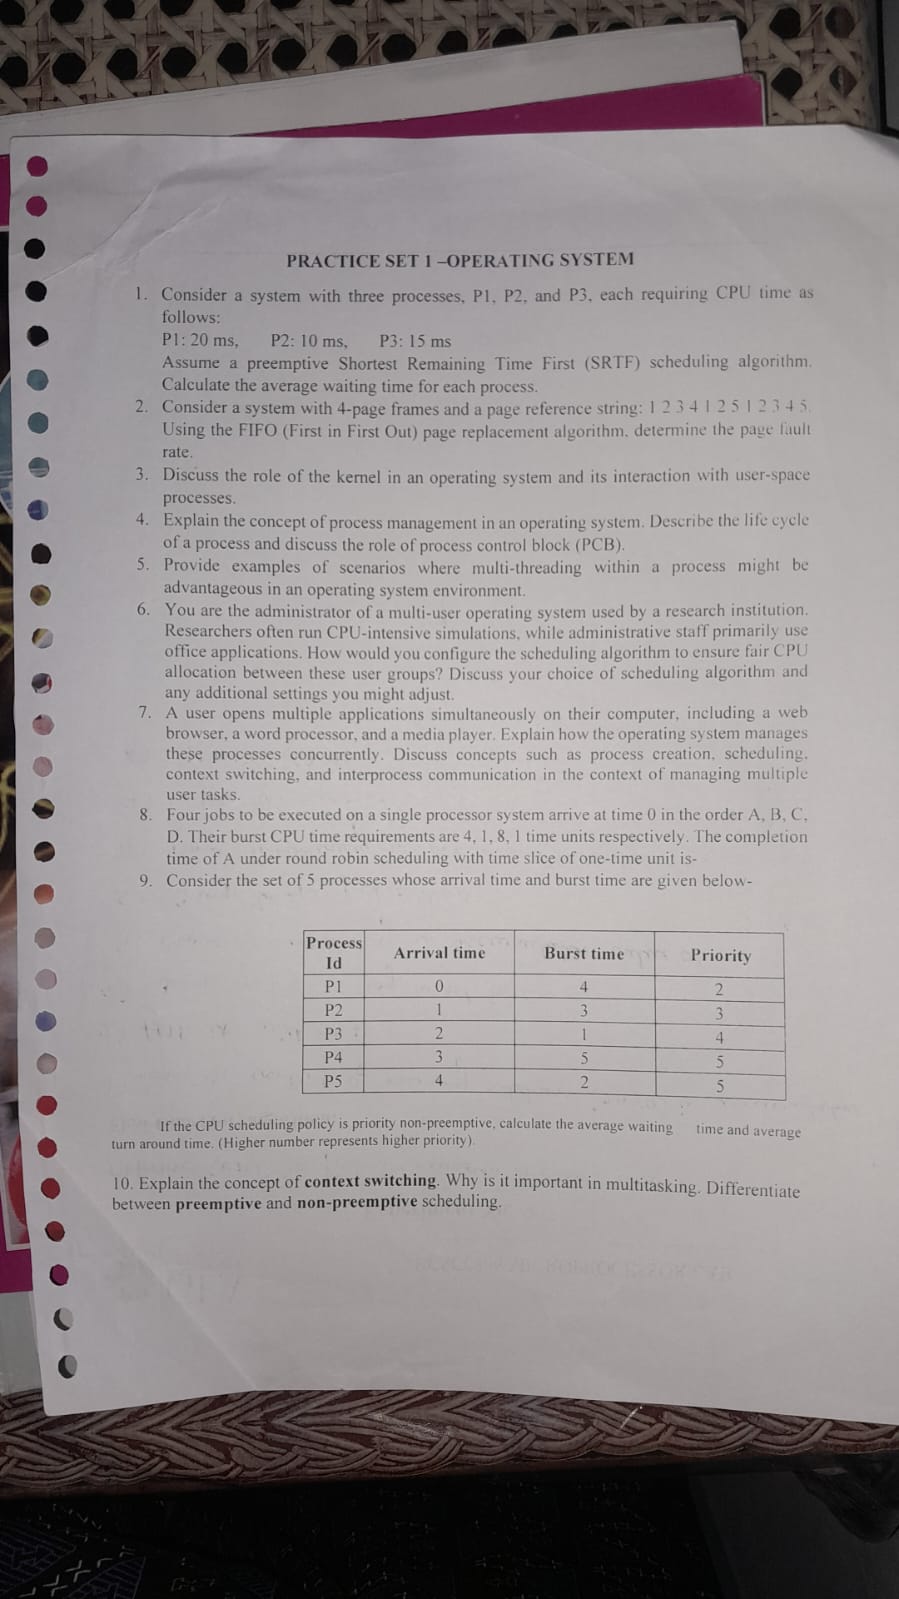 PRACTICE SET 1 –OPERATING SYSTEM
1. Consider a system with three processes, P1, P2, and P3, each requiring CPU time as
follows:
P1: 20 ms, P2: 10 ms, P3: 15 ms
Assume a preemptive Shortest Remaining Time First (SRTF) scheduling algorithm.
Calculate the average waiting time for each process.
2. Consider a system with 4-page frames and a page reference string: 1 2 3 4 1 2 5 1 2 3 4 5.
Using the FIFO (First in First Out) page replacement algorithm, determine the page fault
rate.
3. Discuss the role of the kernel in an operating system and its interaction with user-space
processes.
4. Explain the concept of process management in an operating system. Describe the life cycle
of a process and discuss the role of process control block (PCB).
5. Provide examples of scenarios where multi-threading within a process might be
advantageous in an operating system environment.
6. You are the administrator of a multi-user operating system used by a research institution.
Researchers often run CPU-intensive simulations, while administrative staff primarily use
office applications. How would you configure the scheduling algorithm to ensure fair CPU
allocation between these user groups? Discuss your choice of scheduling algorithm and
any additional settings you might adjust.
7. A user opens multiple applications simultaneously on their computer, including a web
browser, a word processor, and a media player. Explain how the operating system manages
these processes concurrently. Discuss concepts such as process creation, scheduling,
context switching, and interprocess communication in the context of managing multiple
user tasks.
8. Four jobs to be executed on a single processor system arrive at time 0 in the order A, B, C,
D. Their burst CPU time requirements are 4, 1, 8, 1 time units respectively. The completion
time of A under round robin scheduling with time slice of one-time unit is-
9. Consider the set of 5 processes whose arrival time and burst time are given below-
Process Id Arrival time Burst time Priority
P1 0 4 2
P2 1 3 3
P3 2 1 4
P4 3 5 5
P5 4 2 5
If the CPU scheduling policy is priority non-preemptive, calculate the average waiting time and average
turn around time. (Higher number represents higher priority)
10. Explain the concept of context switching. Why is it important in multitasking. Differentiate
between preemptive and non-preemptive scheduling.